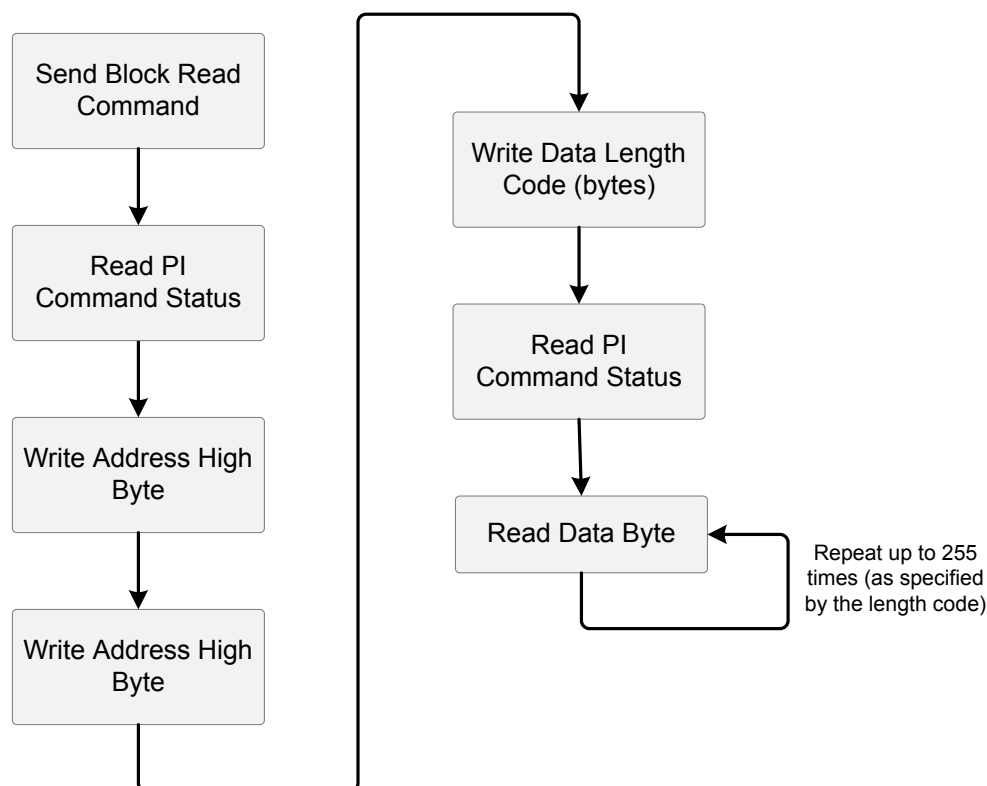 Send Block Read
Command
Read PI
Command Status
Write Address High
Byte
Write Address High
Byte
Write Data Length
Code (bytes)
Read PI
Command Status
Read Data Byte
Repeat up to 255
times (as specified
by the length code)